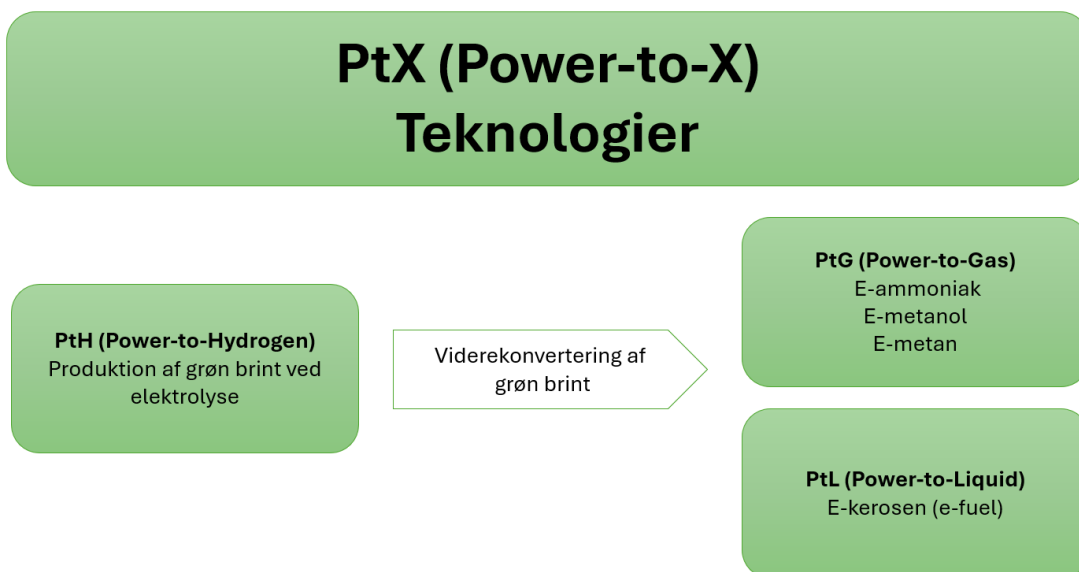 PtX (Power-to-X)
Teknologier
PtH (Power-to-Hydrogen)
Produktion af grøn brint ved
elektrolyse
Viderekonvertering af
grøn brint
PtG (Power-to-Gas)
E-ammoniak
E-metanol
E-metan
PtL (Power-to-Liquid)
E-kerosen (e-fuel)